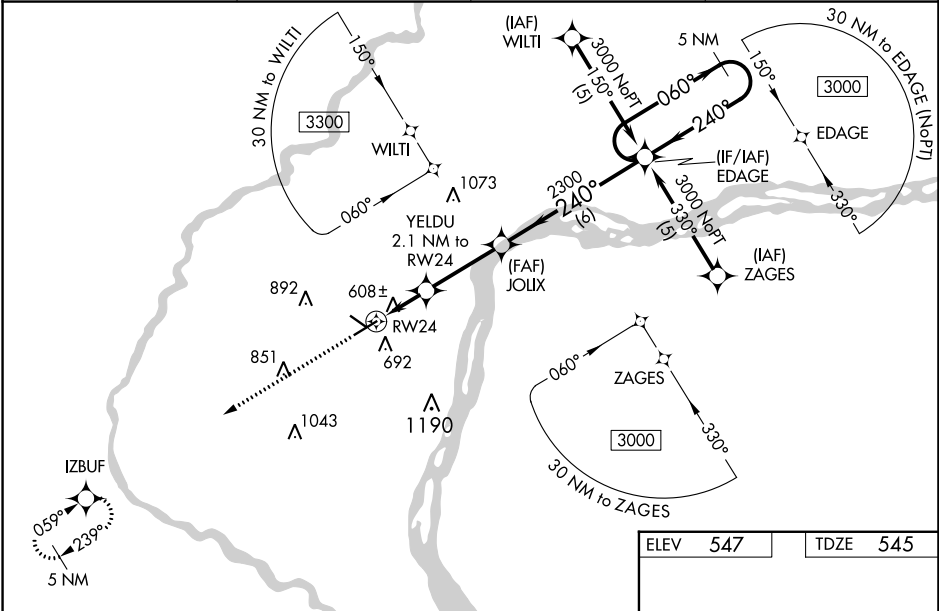 (IAF)
WILTI
3000 NoPT
150°
(5)
5 NM
060°
240°
30 NM to WILTI
150°
3300
WILTI
060°
30 NM to EDAGE (NoPT)
150°
3000
EDAGE
330°
(IF/IAF)
EDAGE
2300
240°
(6)
3000 NoPT
330°
(5)
(IAF)
ZAGES
1073
YELDU
2.1 NM to
RW24
(FAF)
JOLIX
892
608±
RW24
692
851
1043
1190
060°
ZAGES
330°
3000
30 NM to ZAGES
IZBUF
059°
239°
5 NM
ELEV 547
TDZE 545